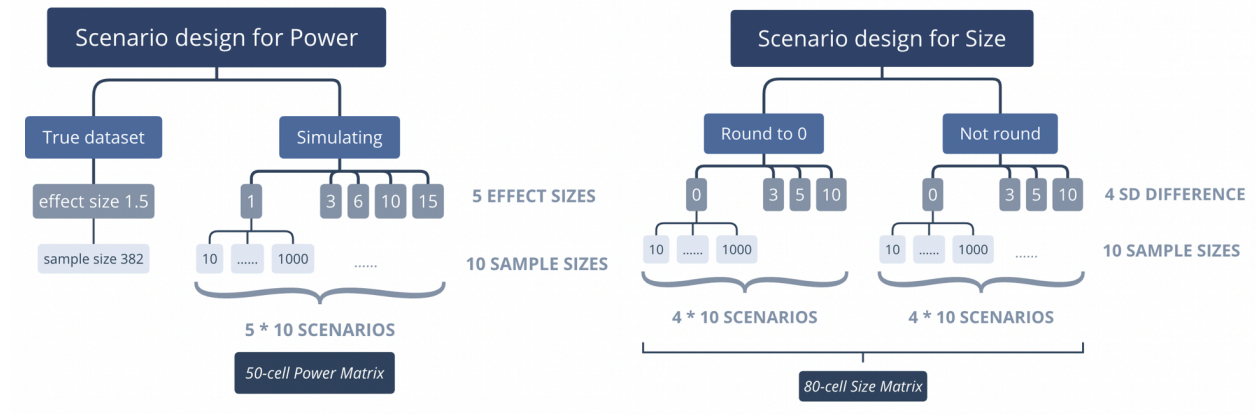 Scenario design for Power
True dataset
Simulating
effect size 1.5
1
3
6
10
15
5 EFFECT SIZES
sample size 382
10
......
1000
......
10 SAMPLE SIZES
5 * 10 SCENARIOS
50-cell Power Matrix
Scenario design for Size
Round to 0
Not round
0
3
5
10
0
3
5
10
4 SD DIFFERENCE
10
......
1000
10
......
1000
......
10 SAMPLE SIZES
4 * 10 SCENARIOS
4 * 10 SCENARIOS
80-cell Size Matrix